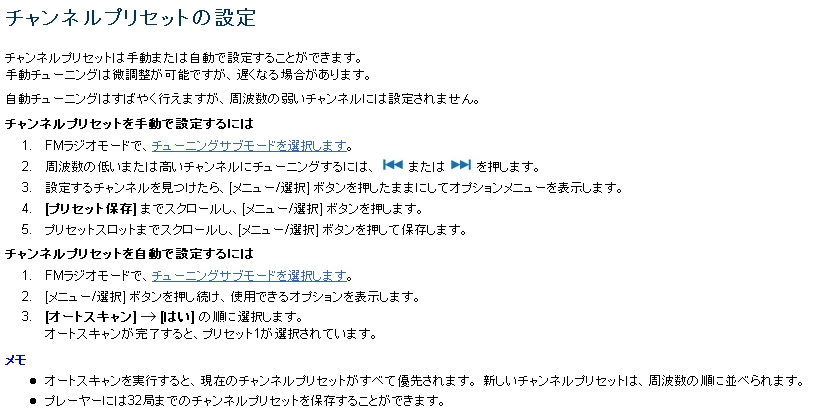 チャンネルプリセットの設定
チャンネルプリセットは手動または自動で設定することができます。
手動チューニングは微調整が可能ですが、遅くなる場合があります。
自動チューニングはすばやく行えますが、周波数の弱いチャンネルには設定されません。
チャンネルプリセットを手動で設定するには
1. FMラジオモードで、チューニングサブモードを選択します。
2. 周波数の低いまたは高いチャンネルにチューニングするには、 または を押します。
3. 設定するチャンネルを見つけたら、[メニュー/選択] ボタンを押したままにしてオプションメニューを表示します。
4. [プリセット保存] までスクロールし、[メニュー/選択] ボタンを押します。
5. プリセットスロットまでスクロールし、[メニュー/選択] ボタンを押して保存します。
チャンネルプリセットを自動で設定するには
1. FMラジオモードで、チューニングサブモードを選択します。
2. [メニュー/選択] ボタンを押し続け、使用できるオプションを表示します。
3. [オートスキャン] → [はい] の順に選択します。
オートスキャンが完了すると、プリセット1が選択されています。
メモ
● オートスキャンを実行すると、現在のチャンネルプリセットがすべて優先されます。 新しいチャンネルプリセットは、周波数の順に並べられます。
● プレーヤーには32局までのチャンネルプリセットを保存することができます。